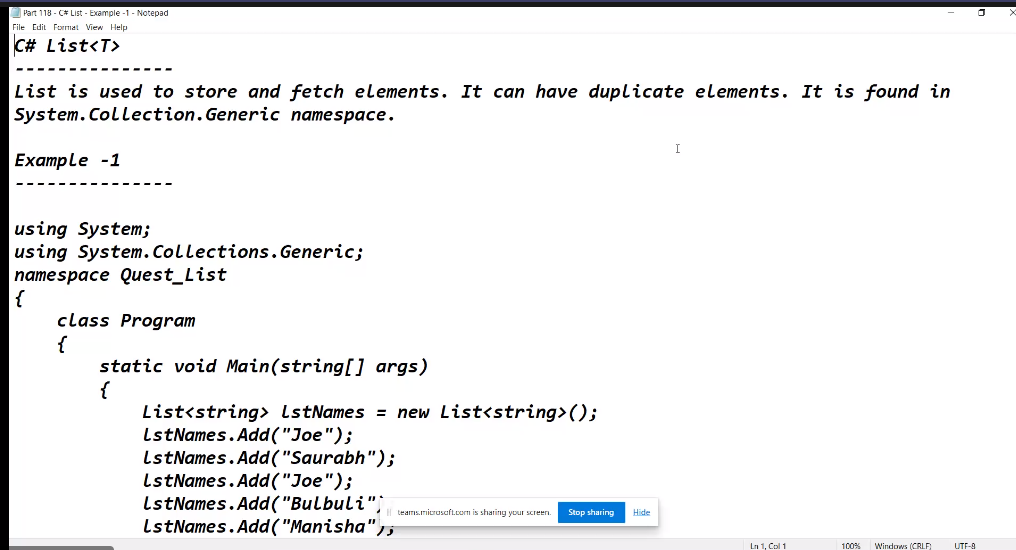 Part 118 - C# List - Example -1 - Notepad
File Edit Format View Help
C# List<T>
---------------
List is used to store and fetch elements. It can have duplicate elements. It is found in
System.Collection.Generic namespace.
Example -1
---------------
using System;
using System.Collections.Generic;
namespace Quest_List
{
class Program
{
static void Main(string[] args)
{
List<string> lstNames = new List<string>();
lstNames.Add("Joe");
lstNames.Add("Saurabh");
lstNames.Add("Joe");
lstNames.Add("Bulbuli")
lstNames.Add("Manisha");
teams.microsoft.com is sharing your screen. Stop sharing Hide
Ln 1, Col 1 100% Windows (CRLF) UTF-8